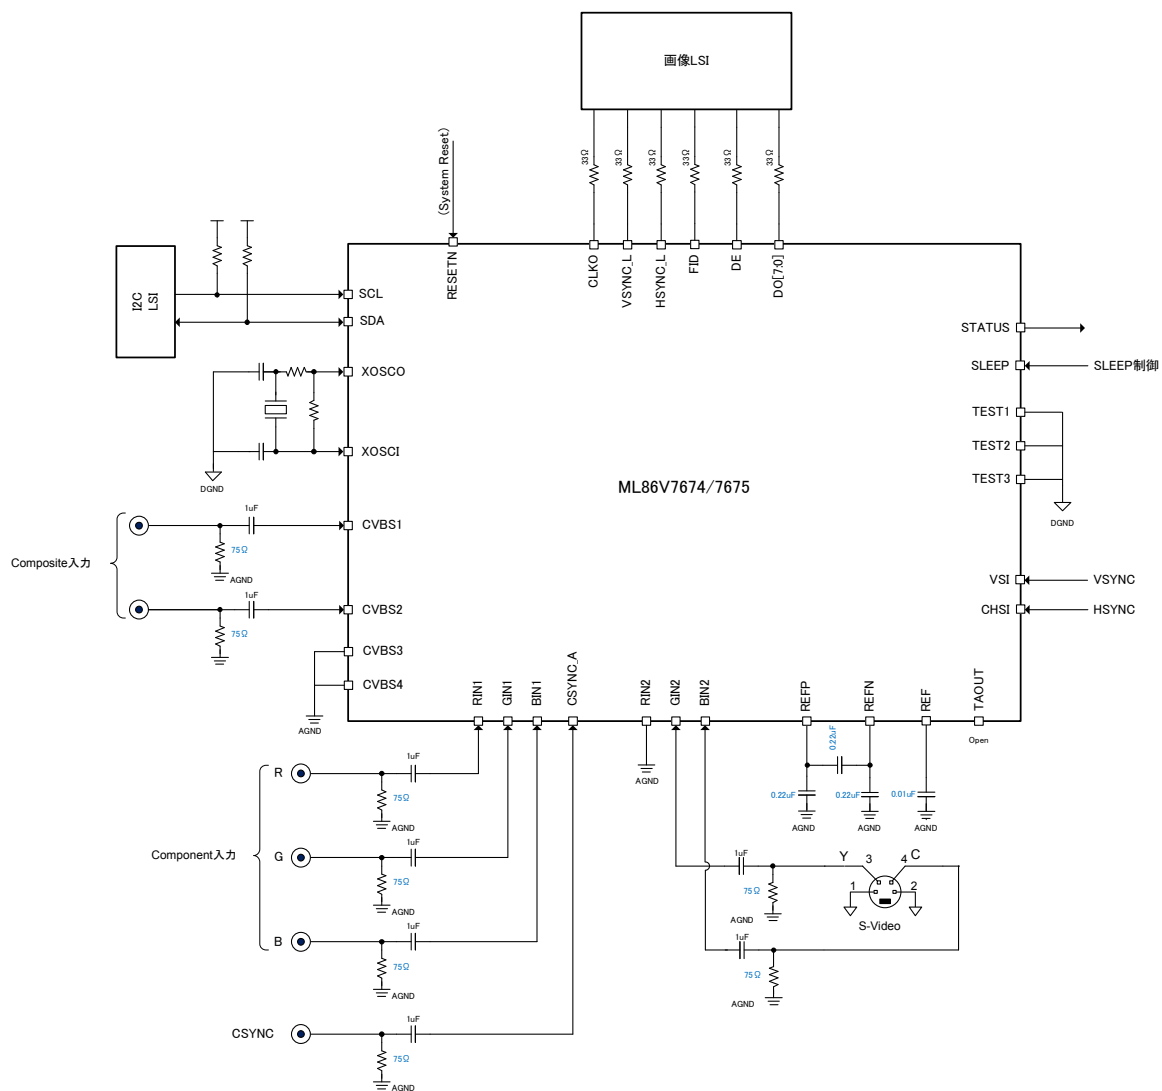 画像LSI
33Ω
33Ω
33Ω
33Ω
33Ω
33Ω
(System Reset)
RESETN
CLKO
VSYNC_L
HSYNC_L
FID
DE
DO[7:0]
I2C
LSI
SCL
SDA
XOSCO
XOSCI
DGND
STATUS
SLEEP
SLEEP制御
TEST1
TEST2
TEST3
DGND
ML86V7674/7675
Composite入力
1uF
CVBS1
75Ω
AGND
1uF
CVBS2
75Ω
CVBS3
CVBS4
AGND
VSI
VSYNC
CHSI
HSYNC
RIN1
GIN1
BIN1
CSYNC_A
RIN2
GIN2
BIN2
REFP
REFN
REF
TAOUT
Open
AGND
0.22uF
0.22uF
0.22uF
0.01uF
AGND
AGND
AGND
Component入力
R
1uF
75Ω
AGND
G
1uF
75Ω
AGND
B
1uF
75Ω
AGND
CSYNC
1uF
75Ω
AGND
1uF
75Ω
AGND
Y
3
4
C
1
2
S-Video
1uF
75Ω
AGND